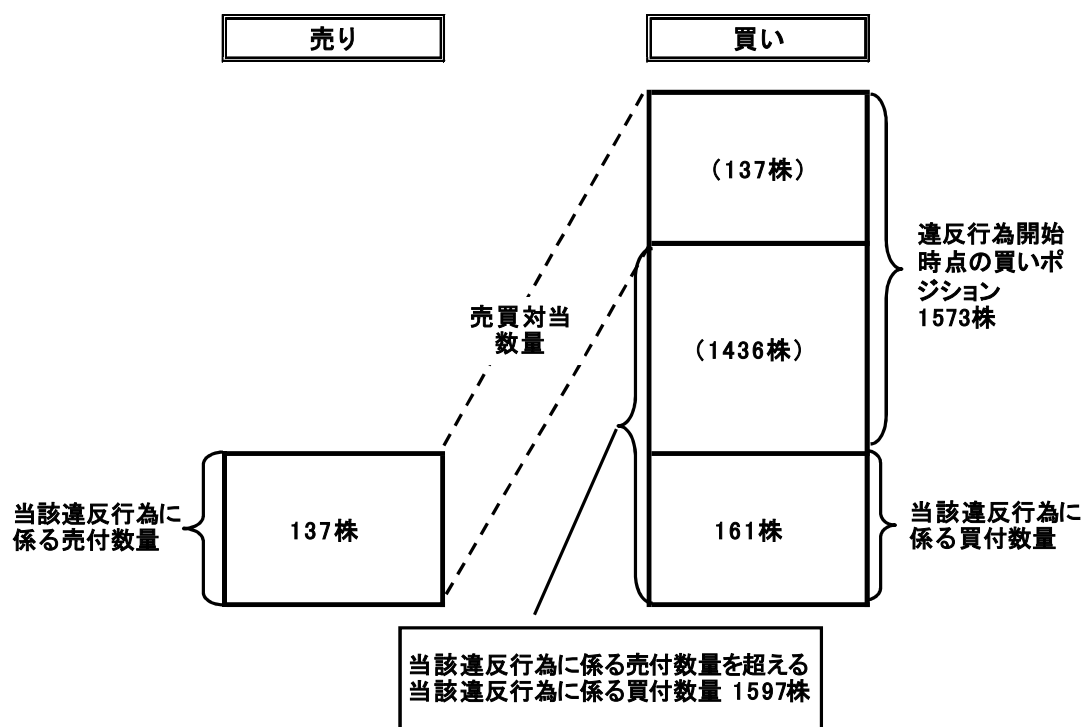 売り
買い
（137株）
違反行為開始
時点の買いポ
ジション
1573株
売買対当
数量
（1436株）
当該違反行為に
係る売付数量
137株
161株
当該違反行為に
係る買付数量
当該違反行為に係る売付数量を超える
当該違反行為に係る買付数量 1597株